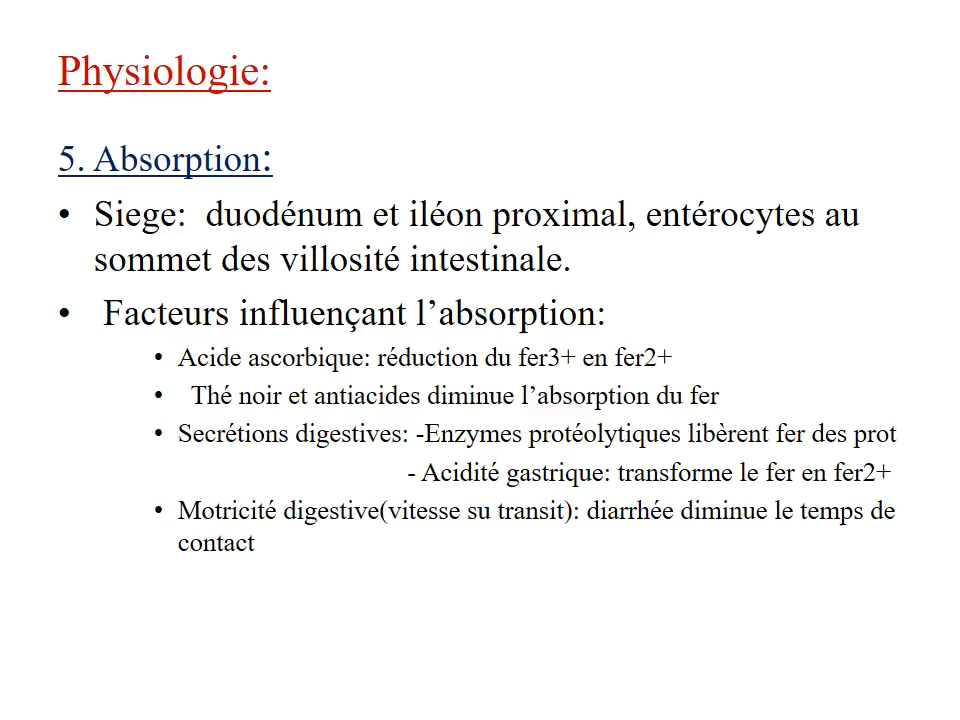 Physiologie:
5. Absorption:
• Siege: duodénum et iléon proximal, entérocytes au
sommet des villosité intestinale.
• Facteurs influençant l’absorption:
• Acide ascorbique: réduction du fer3+ en fer2+
• Thé noir et antiacides diminue l’absorption du fer
• Secrétions digestives: -Enzymes protéolytiques libèrent fer des prot
- Acidité gastrique: transforme le fer en fer2+
• Motricité digestive(vitesse su transit): diarrhée diminue le temps de
contact